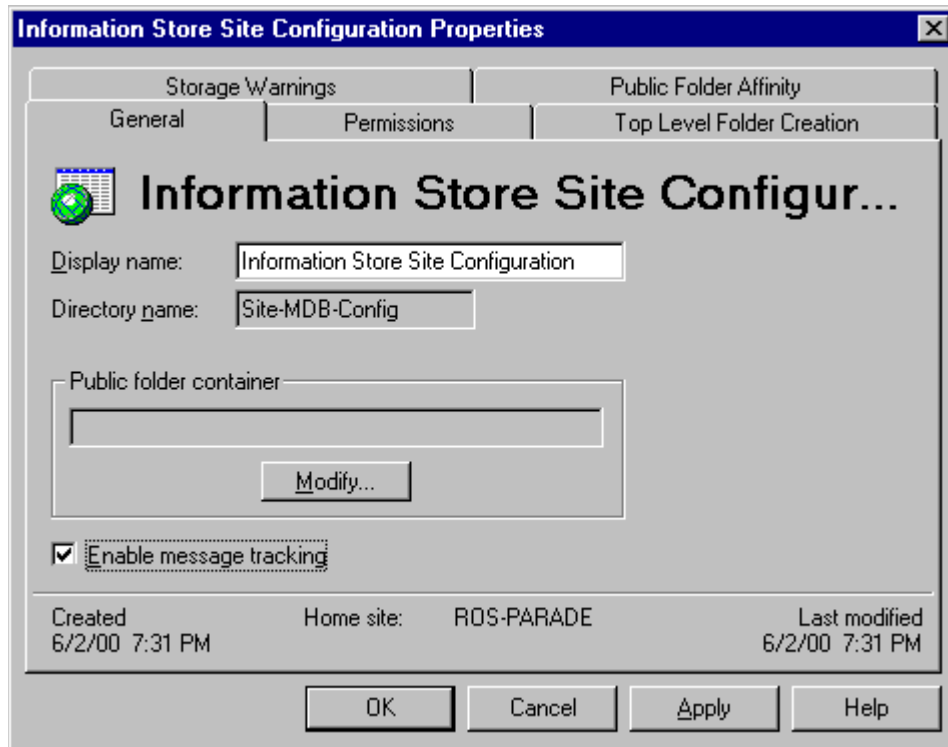 Information Store Site Configuration Properties
Storage Warnings Public Folder Affinity
General Permissions Top Level Folder Creation
Information Store Site Configur...
Display name: Information Store Site Configuration
Directory name: Site-MDB-Config
Public folder container
Modify...
Enable message tracking
Created Home site: ROS-PARADE Last modified
6/2/00 7:31 PM 6/2/00 7:31 PM
OK Cancel Apply Help